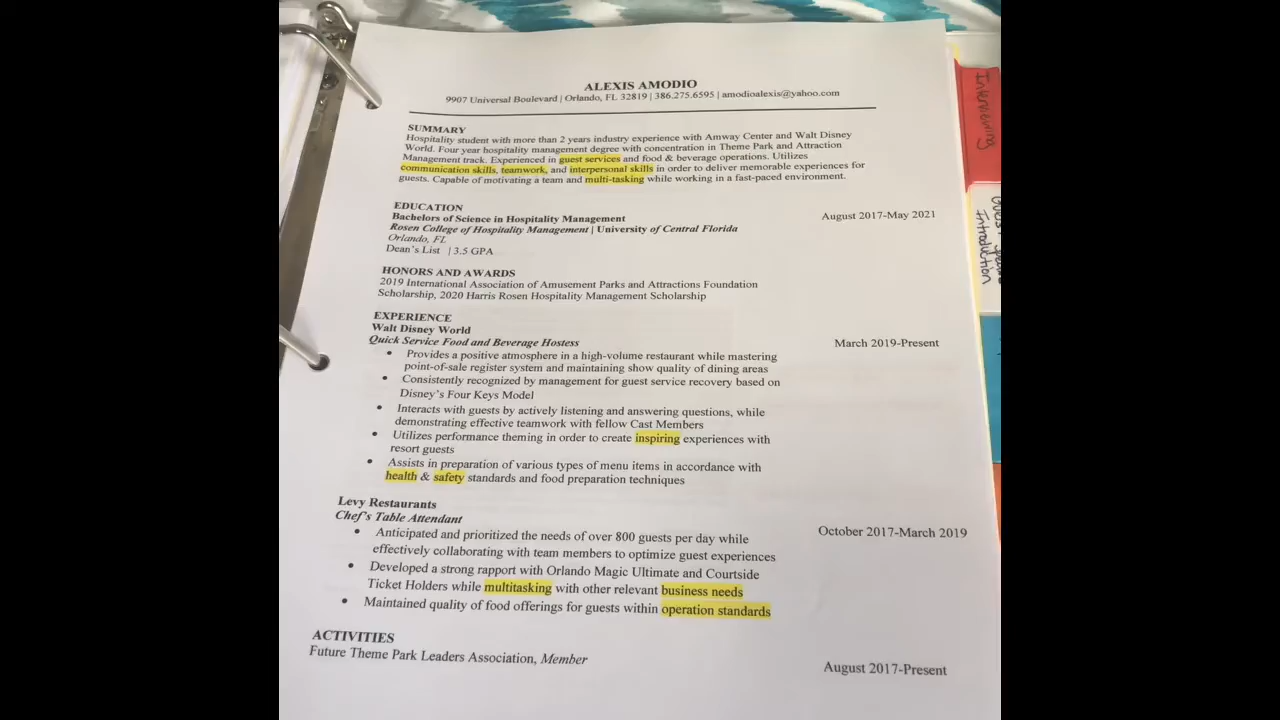 ALEXIS AMODIO
9907 Universal Boulevard | Orlando, FL 32819 | 386.275.6595 | amodioalexis@yahoo.com
SUMMARY
Hospitality student with more than 2 years industry experience with Amway Center and Walt Disney
World. Four year hospitality management degree with concentration in Theme Park and Attraction
Management track. Experienced in guest services and food & beverage operations. Utilizes
communication skills, teamwork, and interpersonal skills in order to deliver memorable experiences for
guests. Capable of motivating a team and multi-tasking while working in a fast-paced environment.
EDUCATION
Bachelors of Science in Hospitality Management August 2017-May 2021
Rosen College of Hospitality Management | University of Central Florida
Orlando, FL
Dean's List | 3.5 GPA
HONORS AND AWARDS
2019 International Association of Amusement Parks and Attractions Foundation
Scholarship, 2020 Harris Rosen Hospitality Management Scholarship
EXPERIENCE
Walt Disney World
Quick Service Food and Beverage Hostess March 2019-Present
• Provides a positive atmosphere in a high-volume restaurant while mastering
point-of-sale register system and maintaining show quality of dining areas
• Consistently recognized by management for guest service recovery based on
Disney's Four Keys Model
• Interacts with guests by actively listening and answering questions, while
demonstrating effective teamwork with fellow Cast Members
• Utilizes performance theming in order to create inspiring experiences with
resort guests
• Assists in preparation of various types of menu items in accordance with
health & safety standards and food preparation techniques
Levy Restaurants
Chef's Table Attendant October 2017-March 2019
• Anticipated and prioritized the needs of over 800 guests per day while
effectively collaborating with team members to optimize guest experiences
• Developed a strong rapport with Orlando Magic Ultimate and Courtside
Ticket Holders while multitasking with other relevant business needs
• Maintained quality of food offerings for guests within operation standards
ACTIVITIES
Future Theme Park Leaders Association, Member August 2017-Present
Interviewing
Introduction